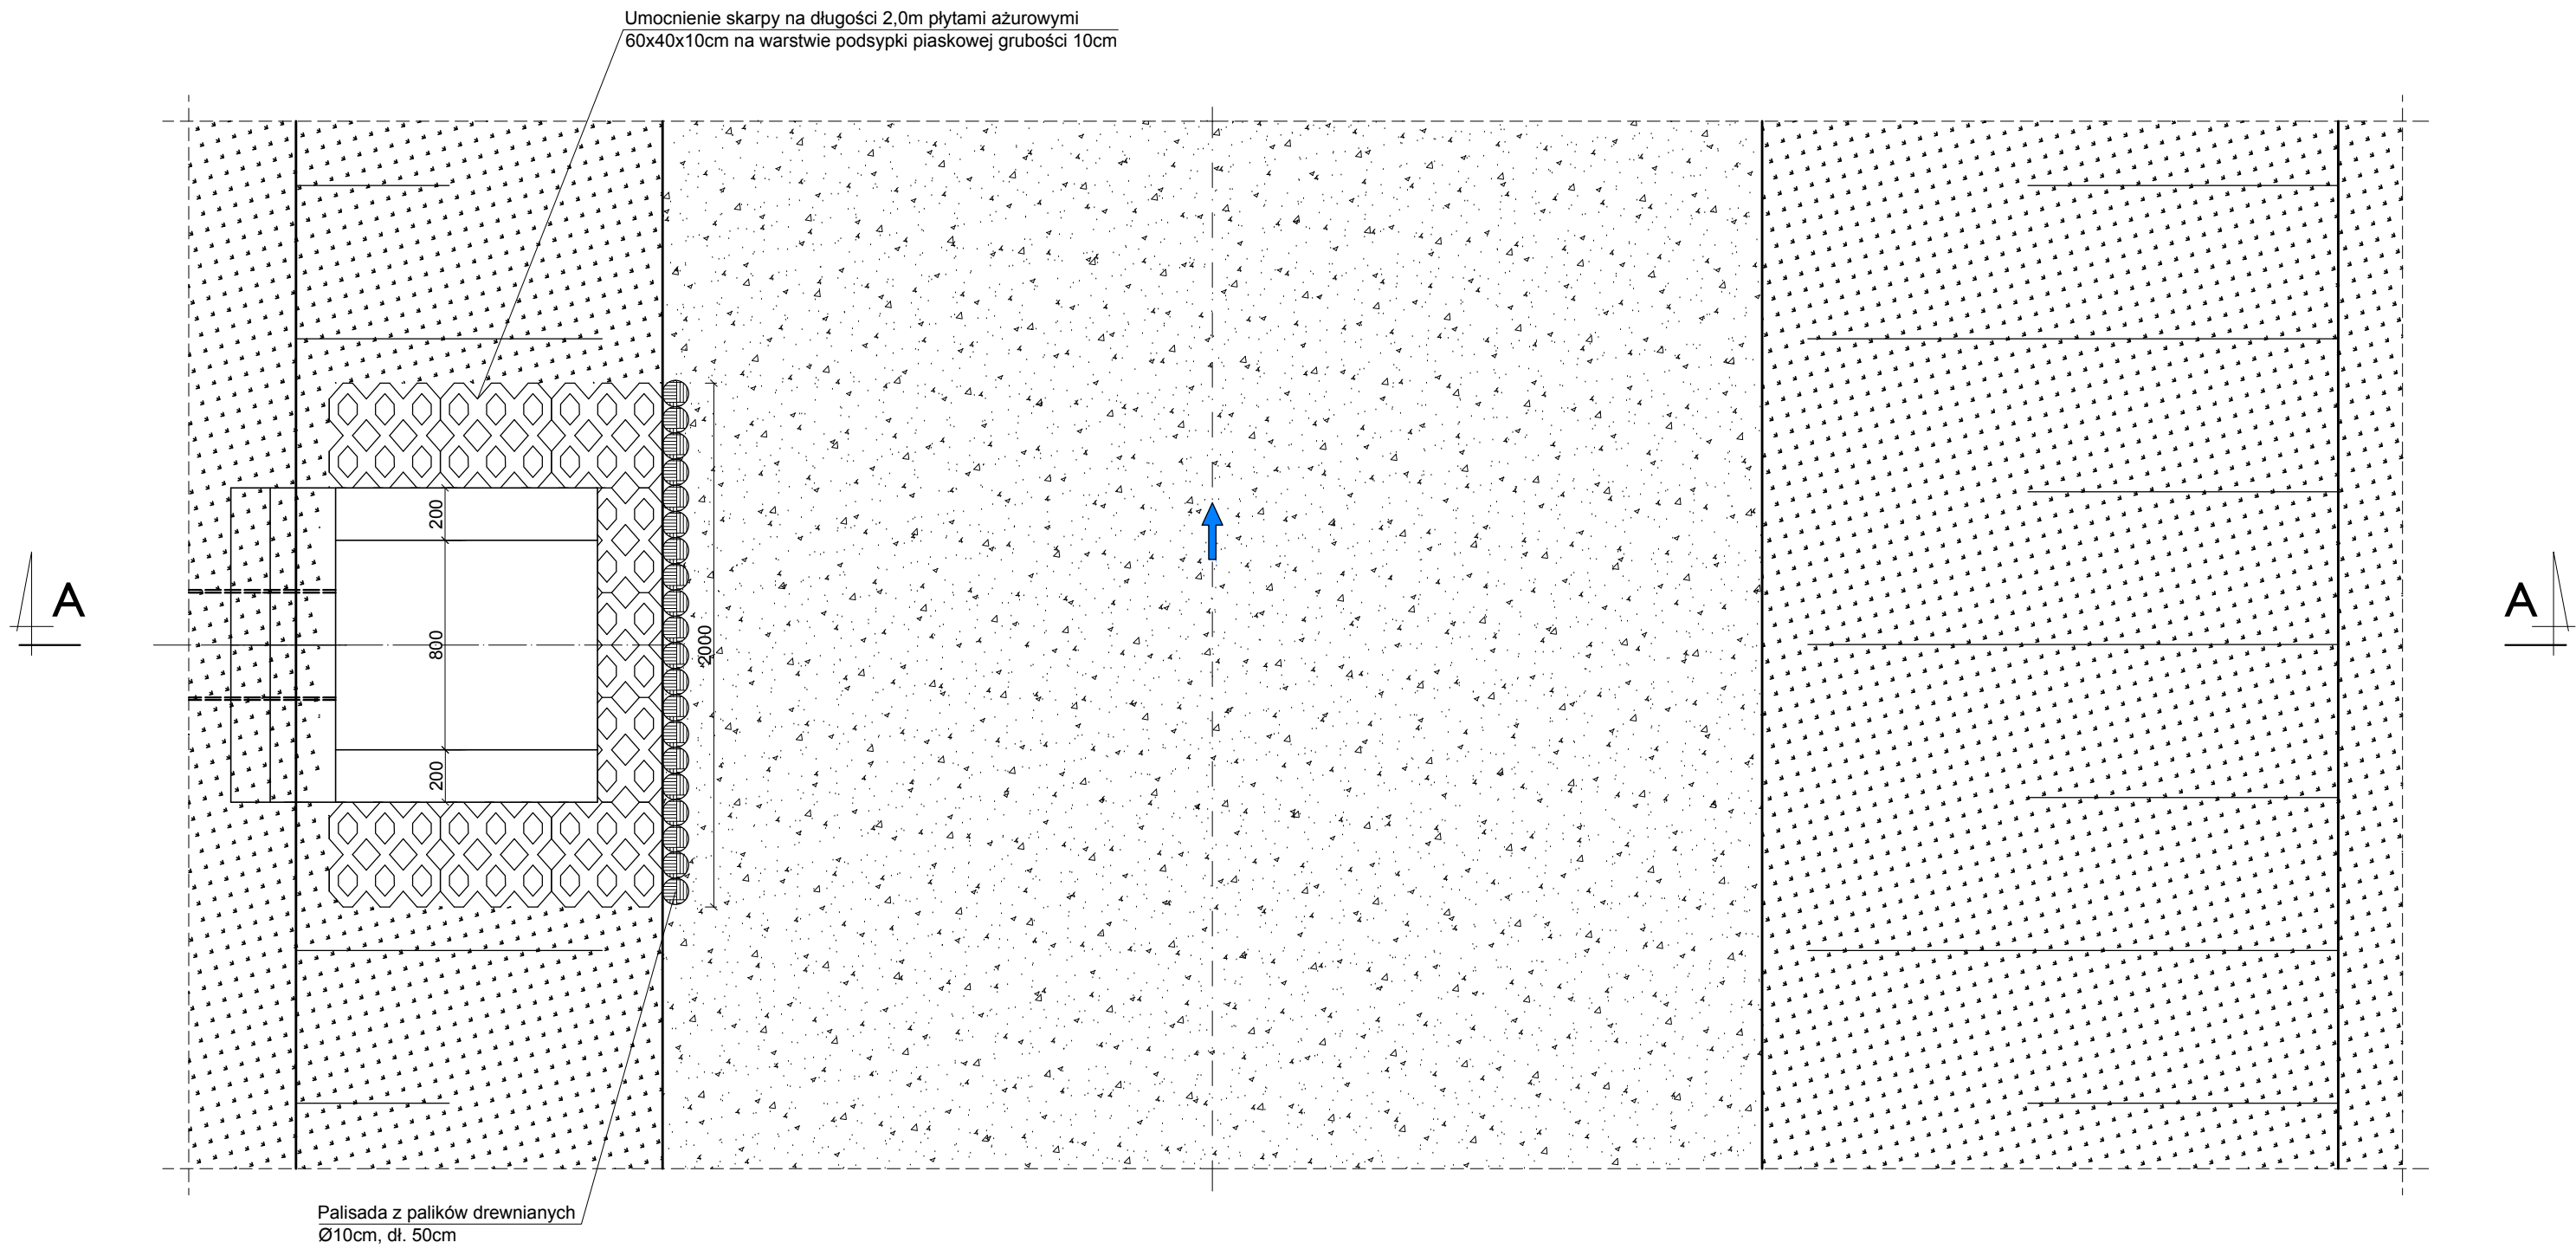 Umocnienie skarpy na długości 2,0m płytami ażurowymi
60x40x10cm na warstwie podsypki piaskowej grubości 10cm
200
A
800
2000
A
200
Palisada z palików drewnianych
Ø10cm, dł. 50cm